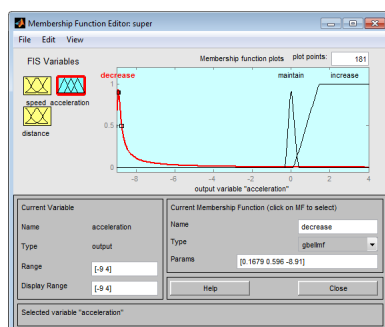 Membership Function Editor: super
File Edit View
FIS Variables
Membership function plots plot points: 181
speed acceleration
distance
decrease maintain increase
1
0.5
0
-8 -6 -4 -2 0 2 4
output variable "acceleration"
Current Variable
Name acceleration
Type output
Range [-9 4]
Display Range [-9 4]
Current Membership Function (click on MF to select)
Name decrease
Type gbellmf
Params [0.1679 0.596 -8.91]
Help Close
Selected variable "acceleration"